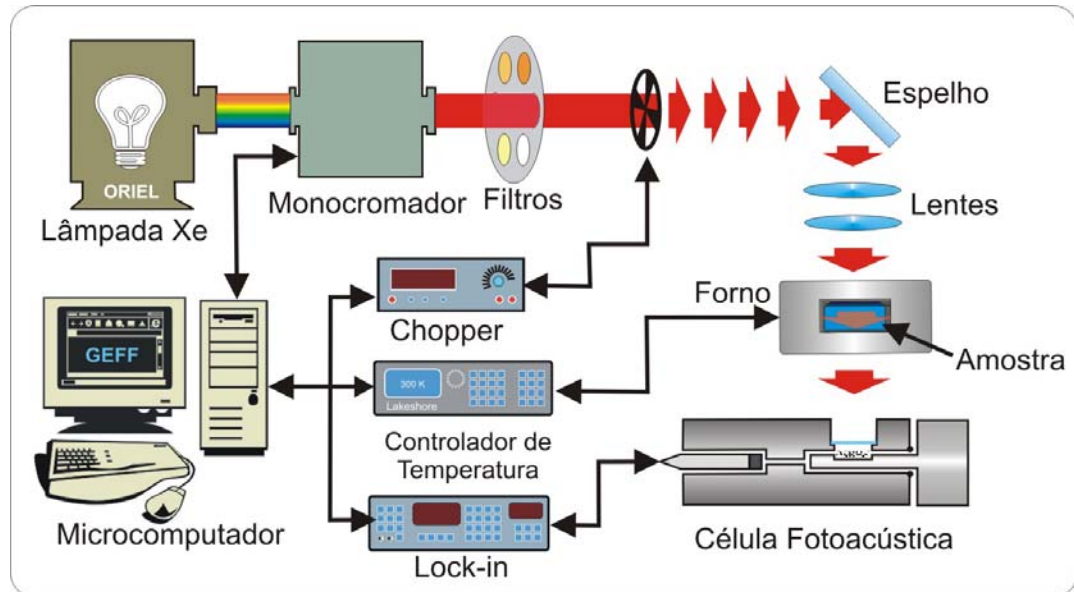 ORIEL
Lâmpada Xe
Monocromador
Filtros
Espelho
Lentes
Chopper
Forno
Amostra
GEFF
300 K
Lakeshore
Controlador de
Temperatura
Microcomputador
Lock-in
Célula Fotoacústica